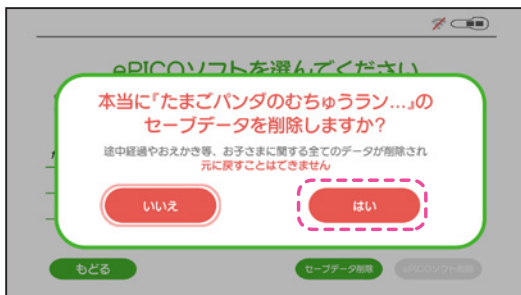 ePICOソフトを選んでください
本当に『たまごパンダのむちゅうラン...』の
セーブデータを削除しますか？
途中経過やおえかき等、お子さまに関する全てのデータが削除され
元に戻すことはできません
いいえ
はい
もどる
セーブデータ削除
ePICOソフト削除